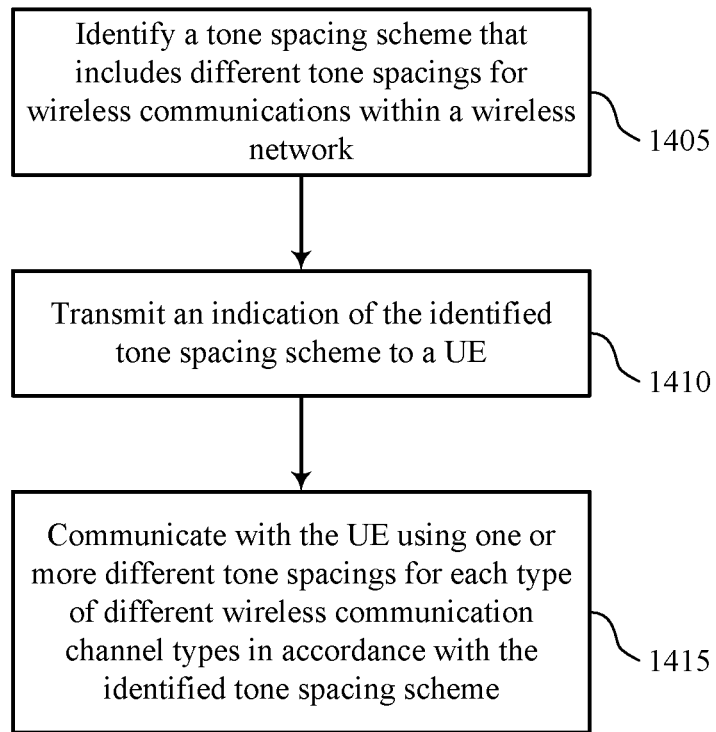 Identify a tone spacing scheme that
includes different tone spacings for
wireless communications within a wireless
network
1405
Transmit an indication of the identified
tone spacing scheme to a UE
1410
Communicate with the UE using one or
more different tone spacings for each type
of different wireless communication
channel types in accordance with the
identified tone spacing scheme
1415